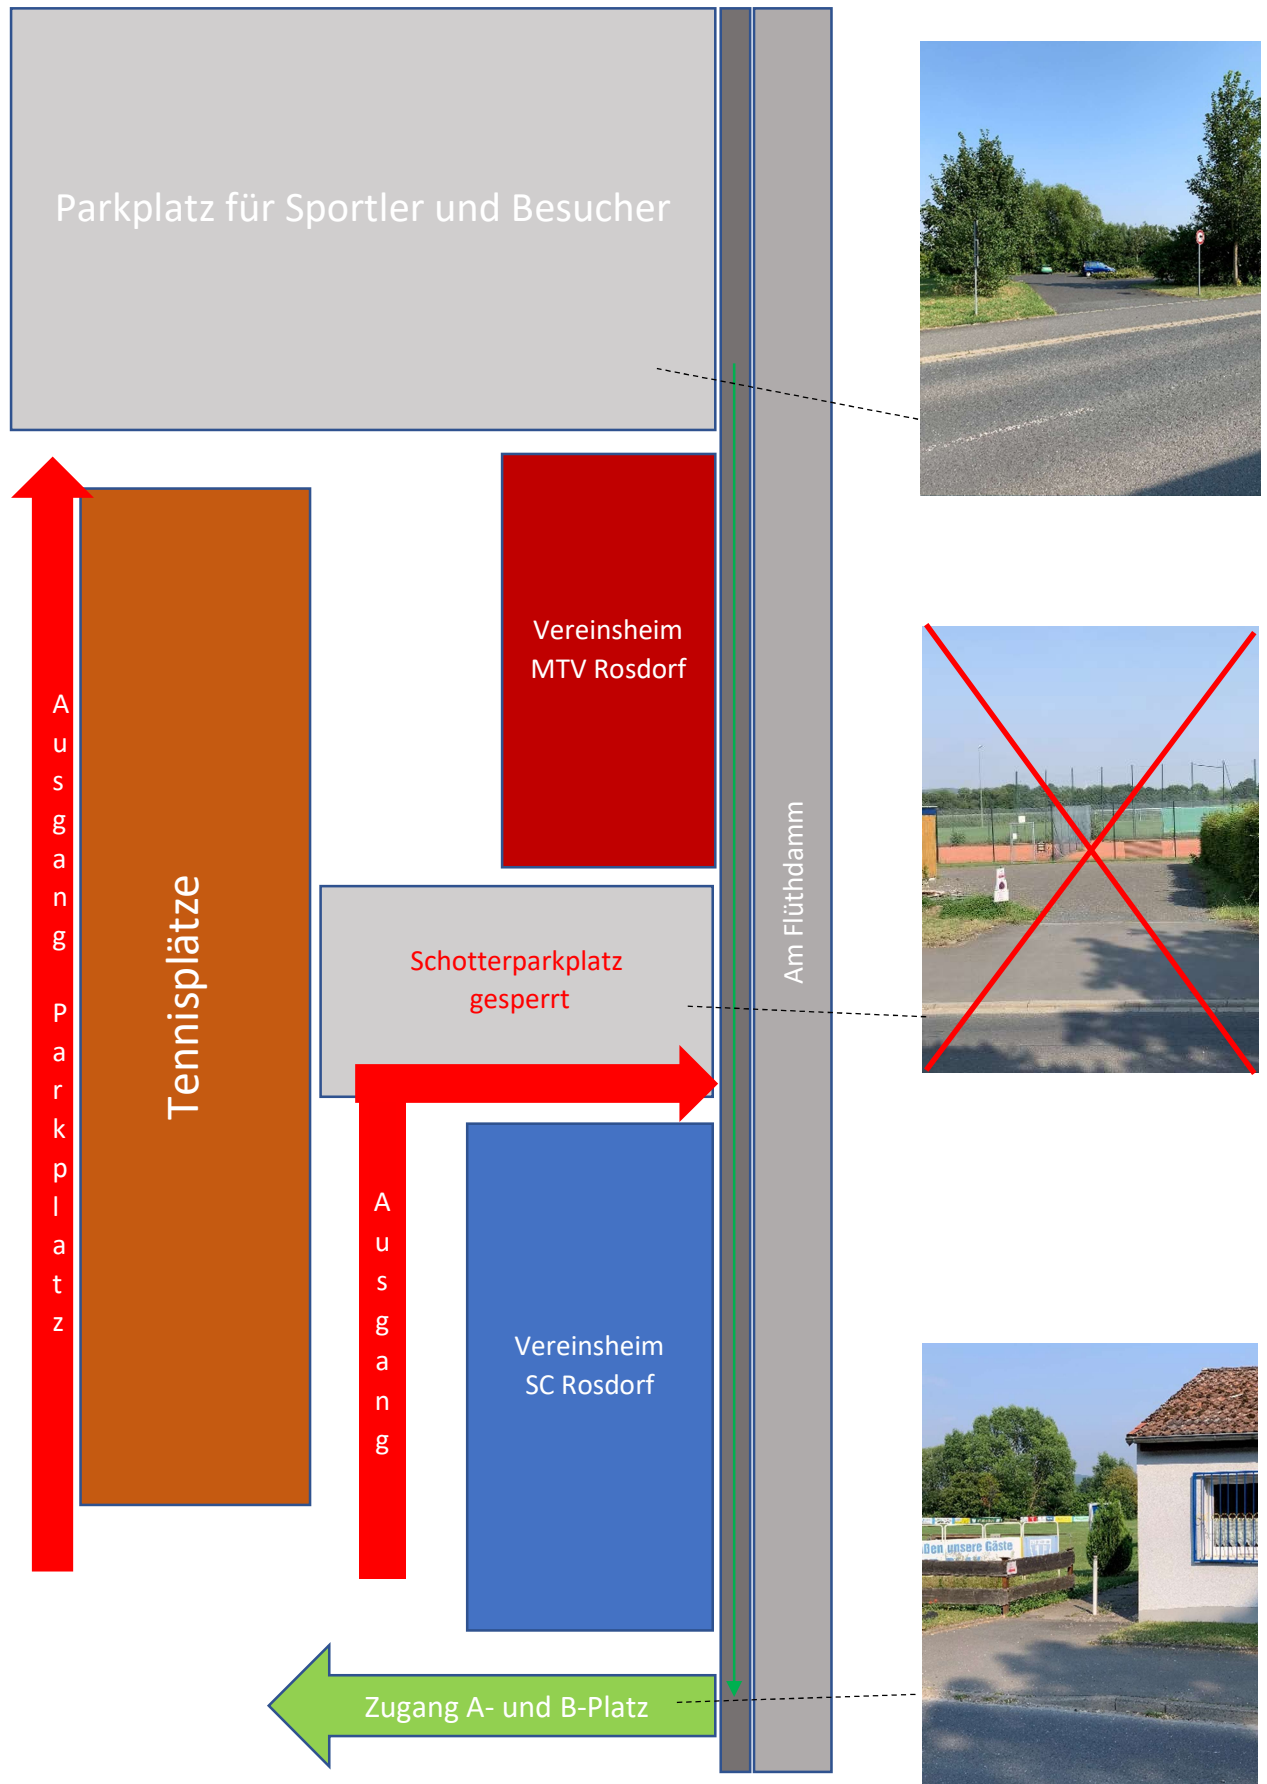 Parkplatz für Sportler und Besucher
Vereinsheim
MTV Rosdorf
Ausgang Parkplatz
Tennisplätze
Am Flüthdamm
Schotterparkplatz
gesperrt
Ausgang
Vereinsheim
SC Rosdorf
Zugang A- und B-Platz
unsere Gäste